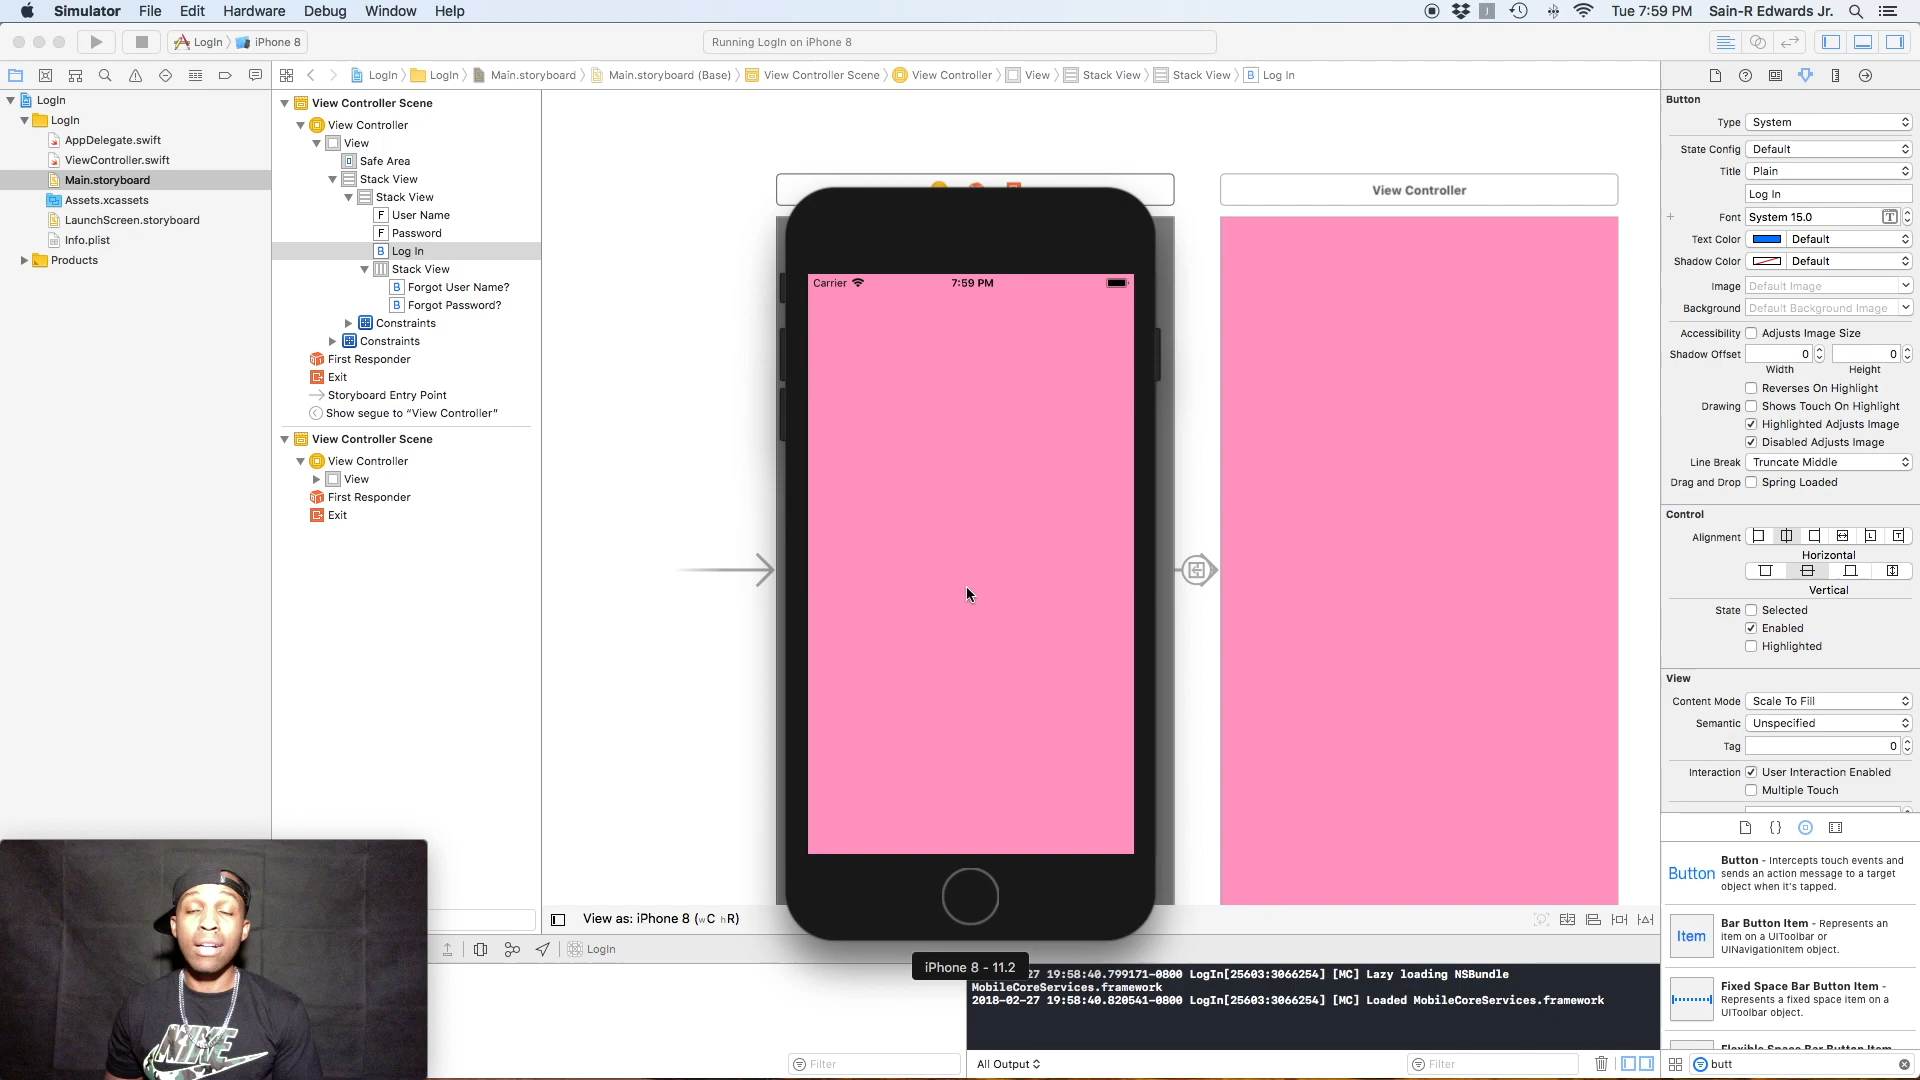 Simulator File Edit Hardware Debug Window Help
Tue 7:59 PM Sain-R Edwards Jr.
LogIn iPhone 8
Running LogIn on iPhone 8
LogIn LogIn Main.storyboard Main.storyboard (Base) View Controller Scene View Controller View Stack View Stack View B Log In
LogIn
LogIn
AppDelegate.swift
ViewController.swift
Main.storyboard
Assets.xcassets
LaunchScreen.storyboard
Info.plist
Products
View Controller Scene
View Controller
View
Safe Area
Stack View
Stack View
F User Name
F Password
B Log In
Stack View
B Forgot User Name?
B Forgot Password?
Constraints
Constraints
First Responder
Exit
Storyboard Entry Point
Show segue to “View Controller”
View Controller Scene
View Controller
View
First Responder
Exit
View Controller
Carrier 7:59 PM
View as: iPhone 8 (wC hR)
LogIn
iPhone 8 - 11.2
27 19:58:40.799171-0800 LogIn[25603:3066254] [MC] Lazy loading NSBundle
MobileCoreServices.framework
2018-02-27 19:58:40.820541-0800 LogIn[25603:3066254] [MC] Loaded MobileCoreServices.framework
Filter
All Output
Filter
NIKE
Button
Type System
State Config Default
Title Plain
Log In
Font System 15.0
Text Color Default
Shadow Color Default
Image Default Image
Background Default Background Image
Accessibility Adjusts Image Size
Shadow Offset 0 0
Width Height
Reverses On Highlight
Drawing Shows Touch On Highlight
Highlighted Adjusts Image
Disabled Adjusts Image
Line Break Truncate Middle
Drag and Drop Spring Loaded
Control
Alignment
Horizontal
Vertical
State Selected
Enabled
Highlighted
View
Content Mode Scale To Fill
Semantic Unspecified
Tag 0
Interaction User Interaction Enabled
Multiple Touch
Button
Button - Intercepts touch events and
sends an action message to a target
object when it's tapped.
Item
Bar Button Item - Represents an
item on a UIToolbar or
UINavigationItem object.
Fixed Space Bar Button Item -
Represents a fixed space item on a
UIToolbar object.
Flexible Space Bar Button Item
butt